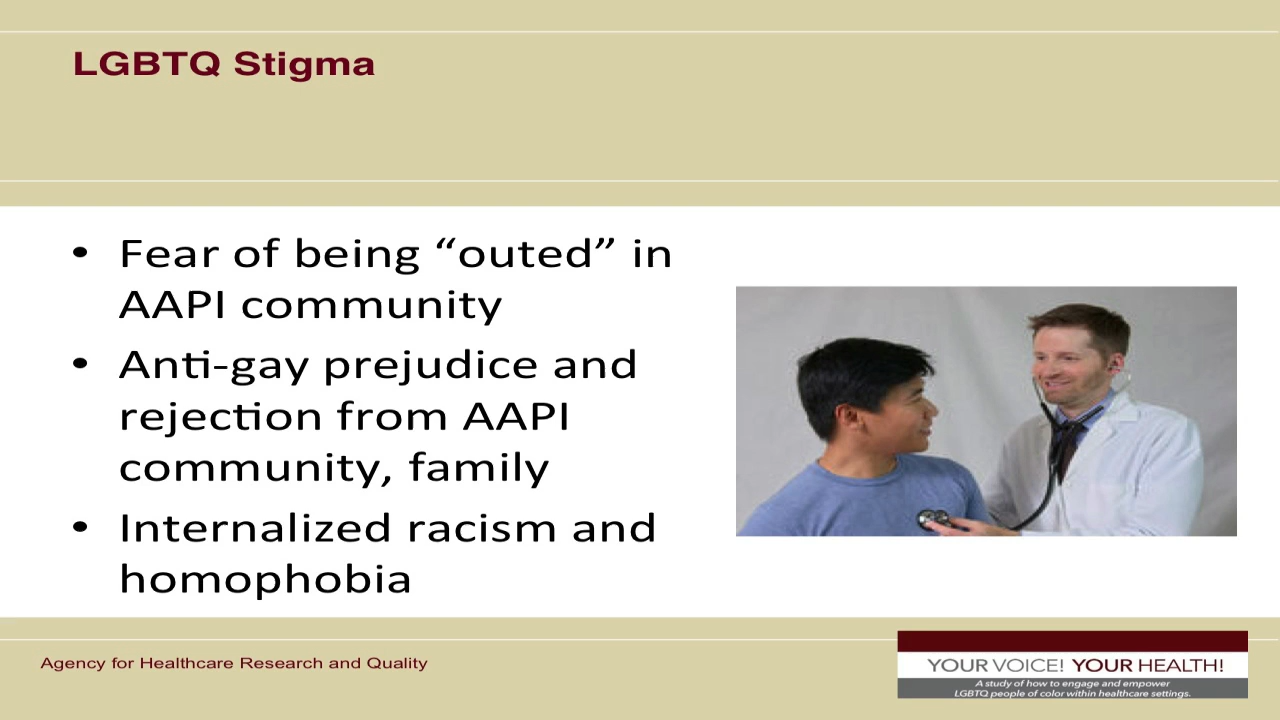 LGBTQ Stigma
• Fear of being “outed” in
AAPI community
• Anti-gay prejudice and
rejection from AAPI
community, family
• Internalized racism and
homophobia
Agency for Healthcare Research and Quality
YOUR VOICE! YOUR HEALTH!
A study of how to engage and empower
LGBTQ people of color within healthcare settings.